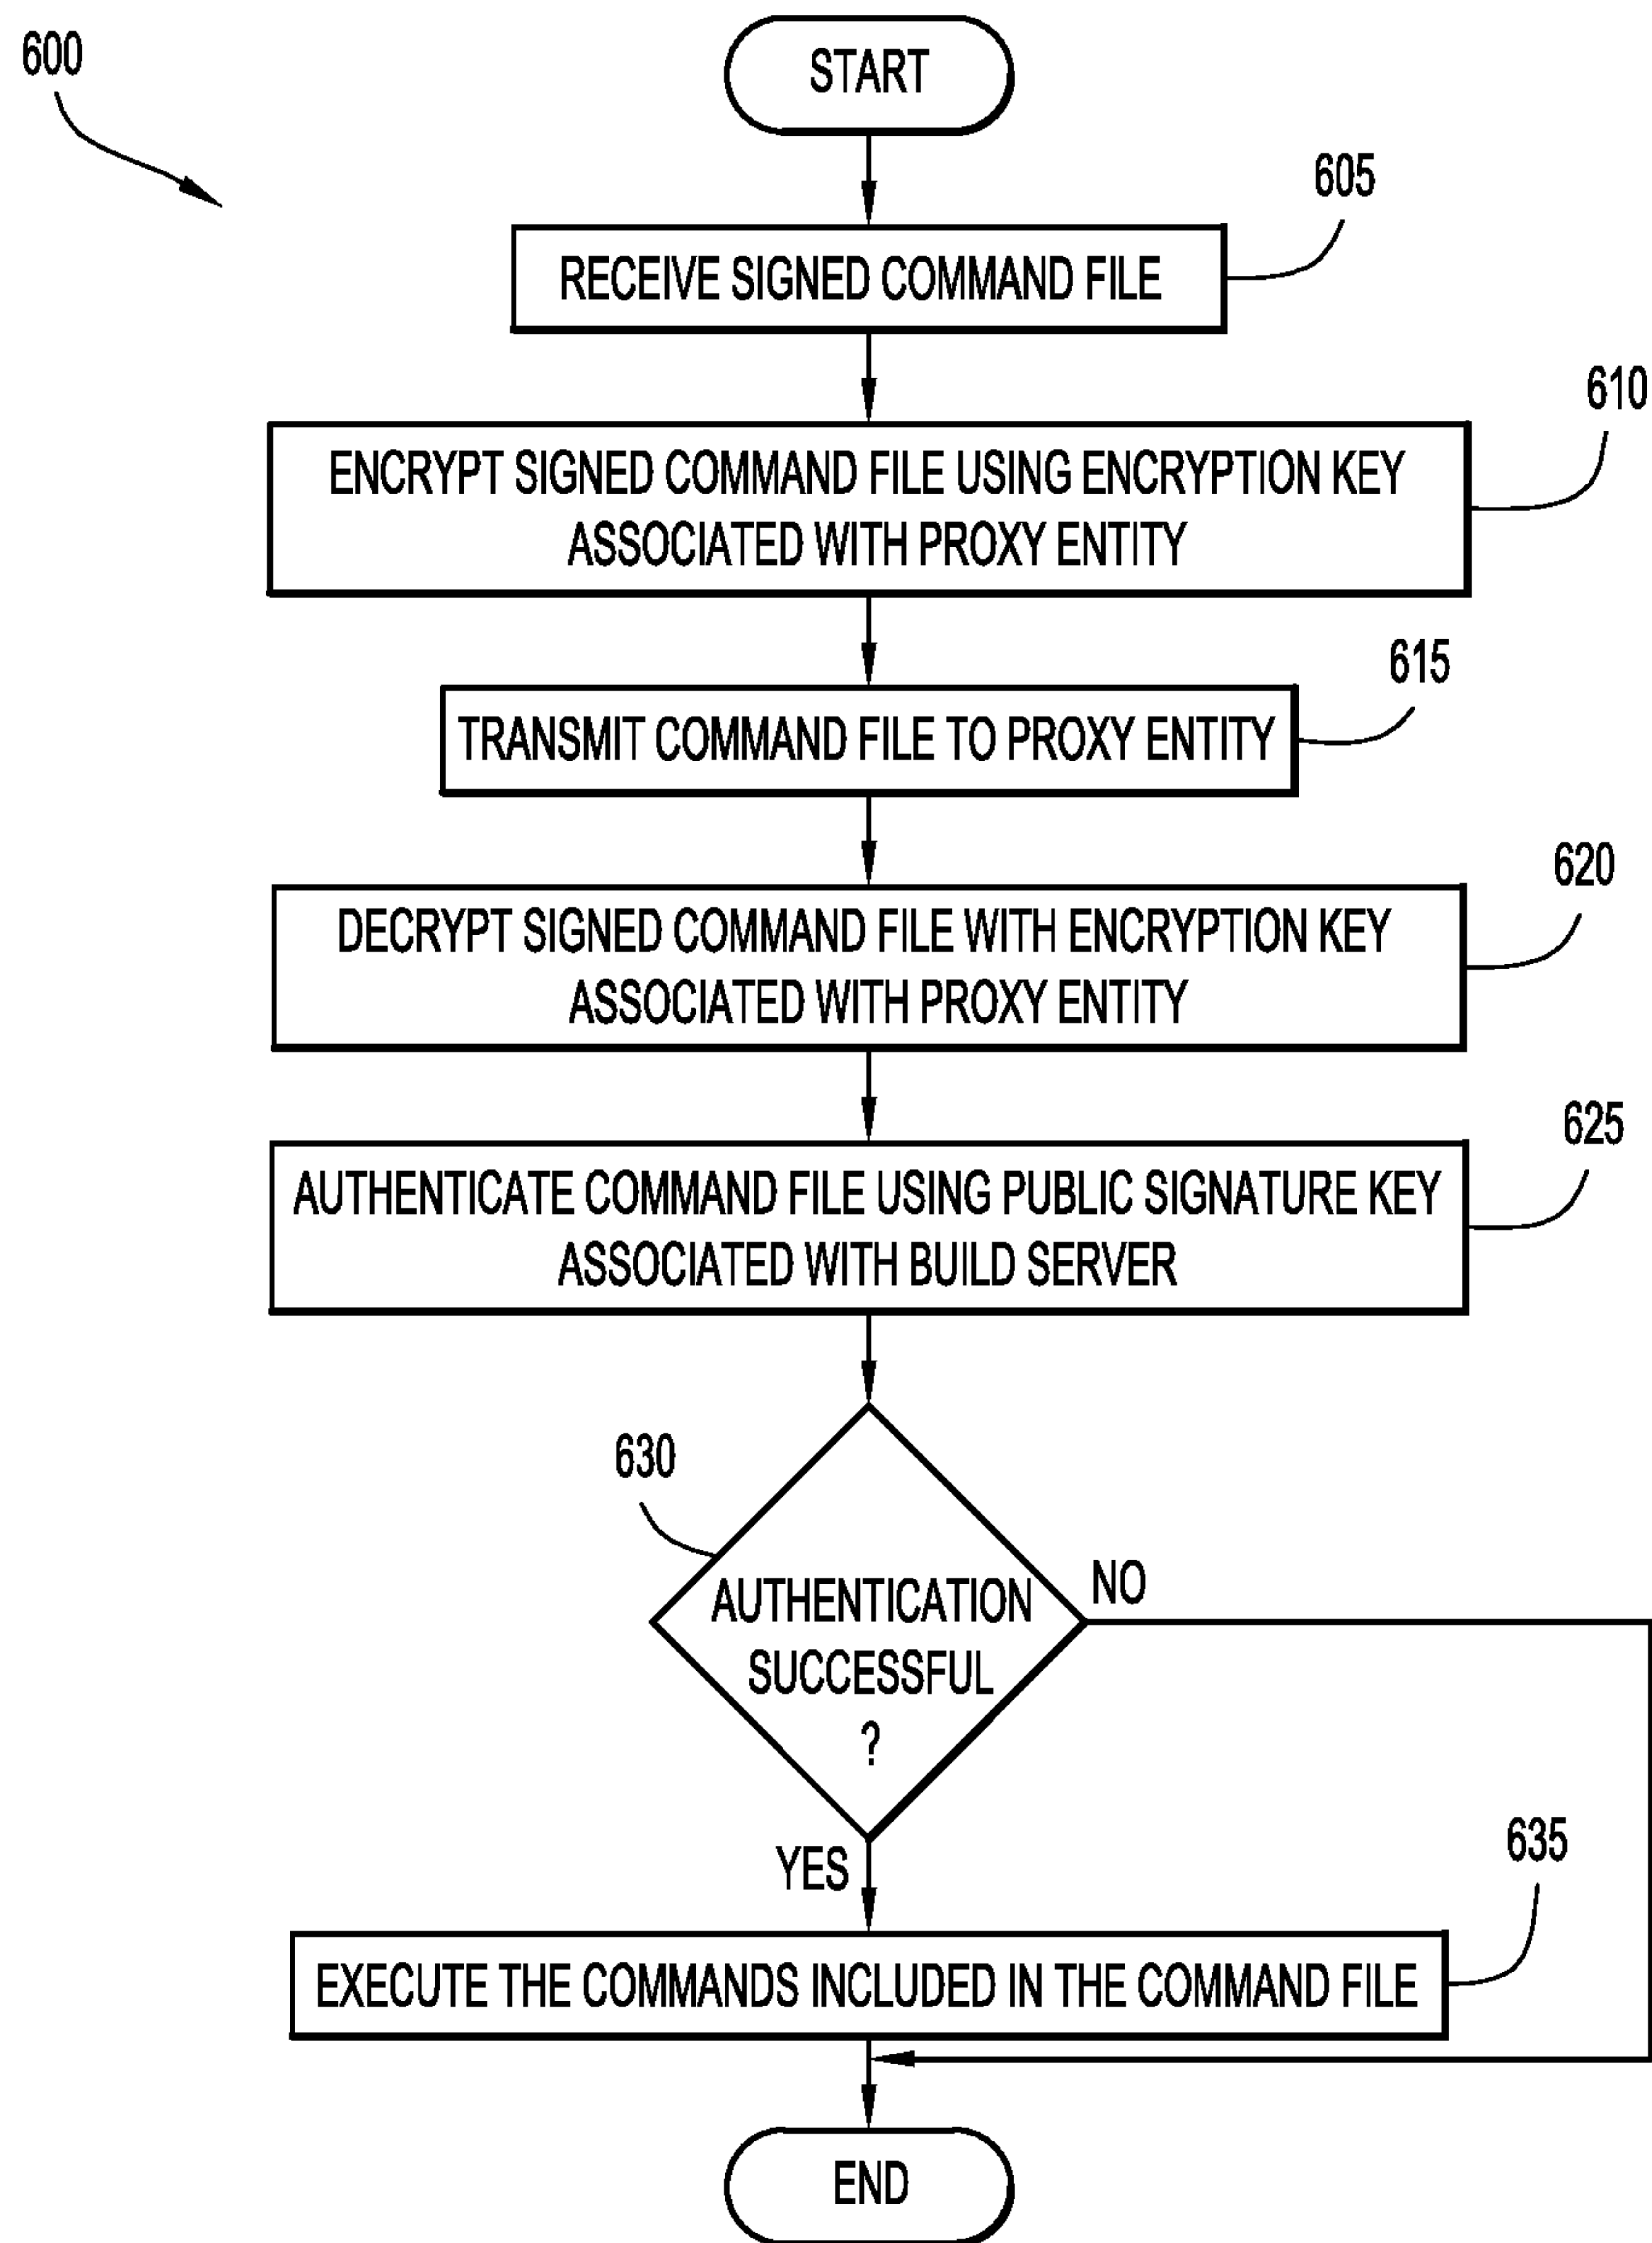 600
START
605
RECEIVE SIGNED COMMAND FILE
610
ENCRYPT SIGNED COMMAND FILE USING ENCRYPTION KEY
ASSOCIATED WITH PROXY ENTITY
615
TRANSMIT COMMAND FILE TO PROXY ENTITY
620
DECRYPT SIGNED COMMAND FILE WITH ENCRYPTION KEY
ASSOCIATED WITH PROXY ENTITY
625
AUTHENTICATE COMMAND FILE USING PUBLIC SIGNATURE KEY
ASSOCIATED WITH BUILD SERVER
630
AUTHENTICATION
SUCCESSFUL
?
NO
YES
635
EXECUTE THE COMMANDS INCLUDED IN THE COMMAND FILE
END